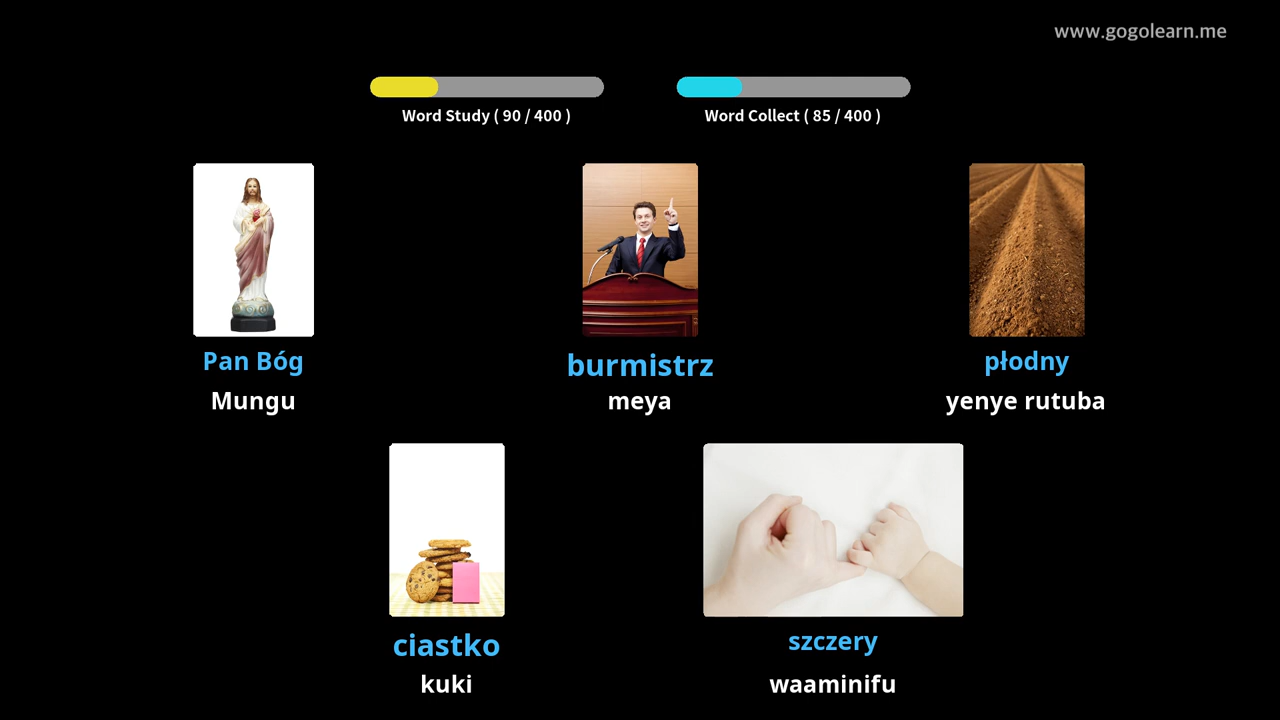 www.gogolearn.me
Word Study ( 90 / 400 )
Word Collect ( 85 / 400 )
Pan Bóg
burmistrz
płodny
Mungu
meya
yenye rutuba
ciastko
szczery
kuki
waaminifu